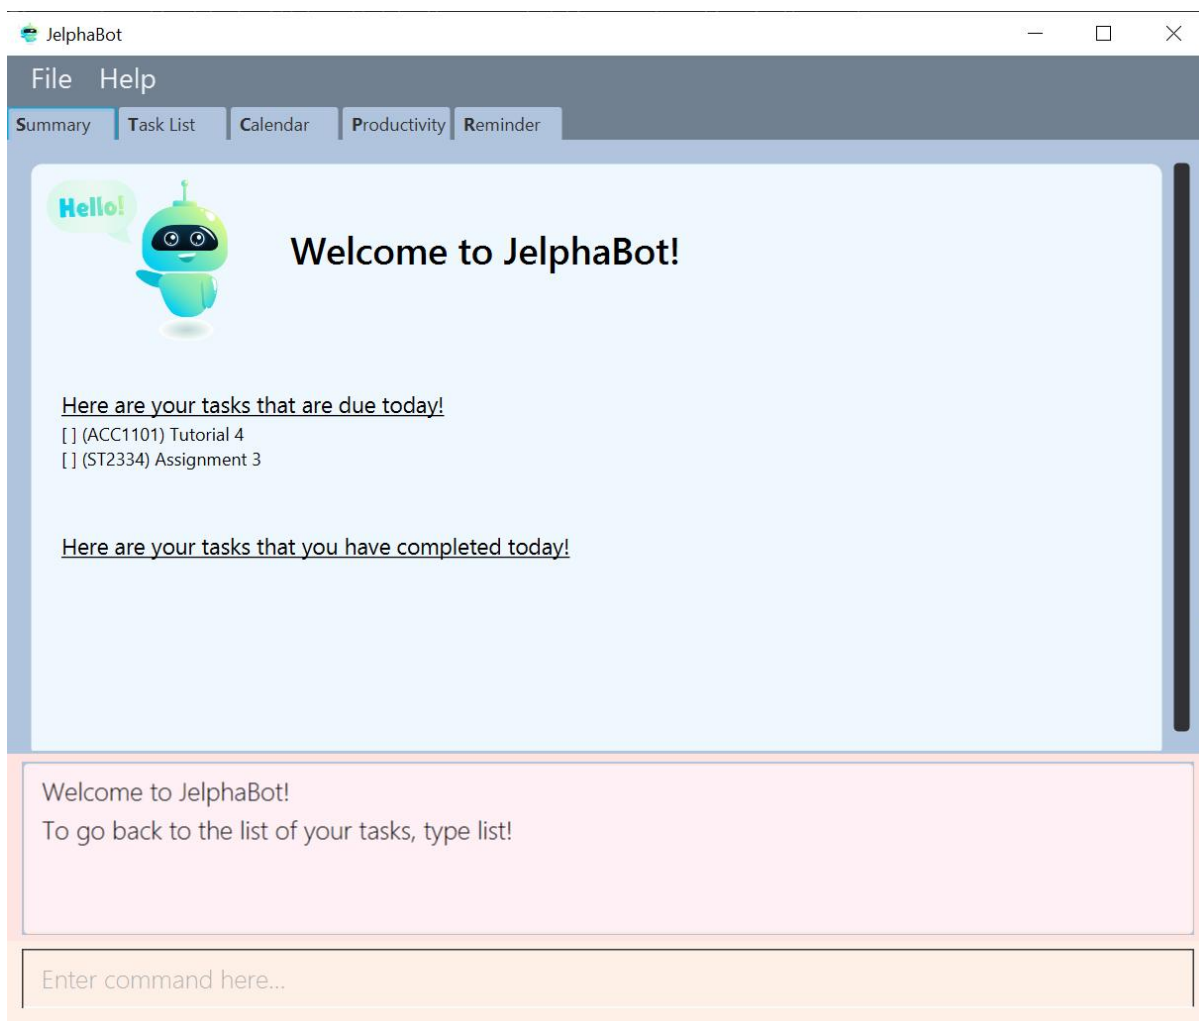 JelphaBot
File Help
Summary Task List Calendar Productivity Reminder
Hello!
Welcome to JelphaBot!
Here are your tasks that are due today!
[ ] (ACC1101) Tutorial 4
[ ] (ST2334) Assignment 3
Here are your tasks that you have completed today!
Welcome to JelphaBot!
To go back to the list of your tasks, type list!
Enter command here...